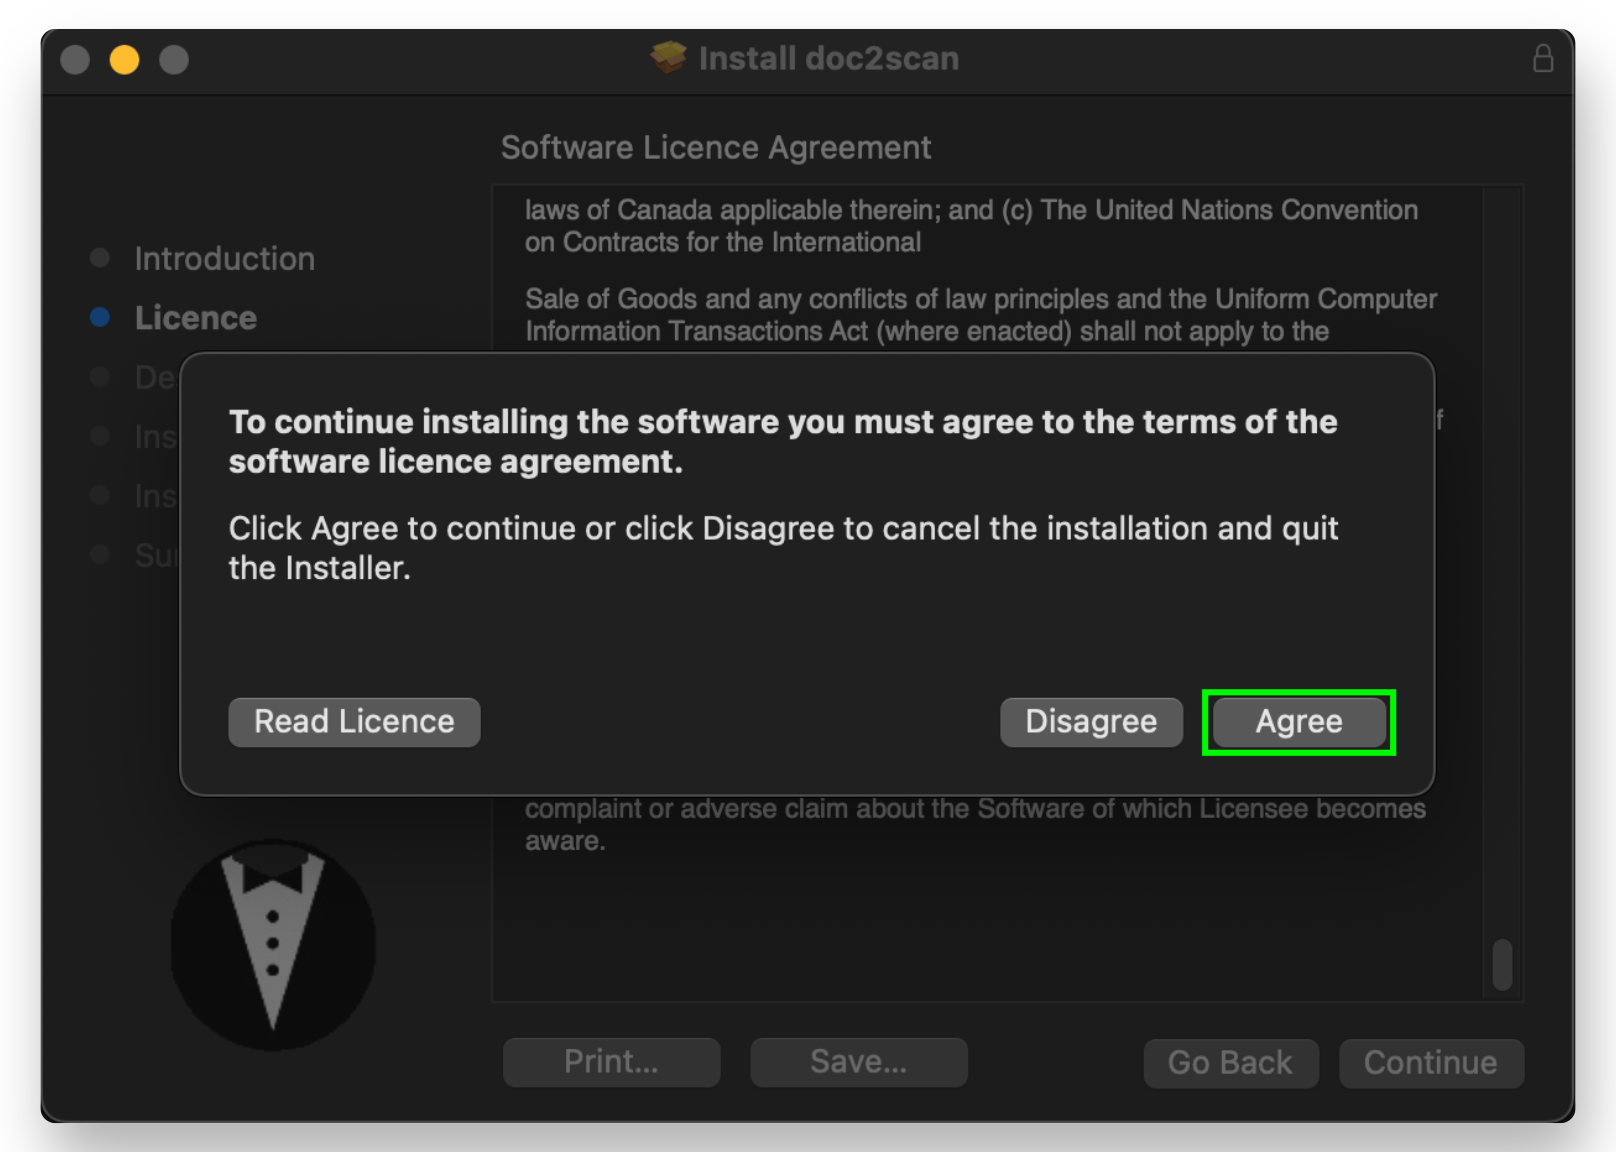 Install doc2scan
Software Licence Agreement
Introduction
Licence
De
Ins
Ins
Su
laws of Canada applicable therein; and (c) The United Nations Convention
on Contracts for the International
Sale of Goods and any conflicts of law principles and the Uniform Computer
Information Transactions Act (where enacted) shall not apply to the
f
To continue installing the software you must agree to the terms of the
software licence agreement.
Click Agree to continue or click Disagree to cancel the installation and quit
the Installer.
Read Licence
Disagree
Agree
complaint or adverse claim about the Software of which Licensee becomes
aware.
Print...
Save...
Go Back
Continue